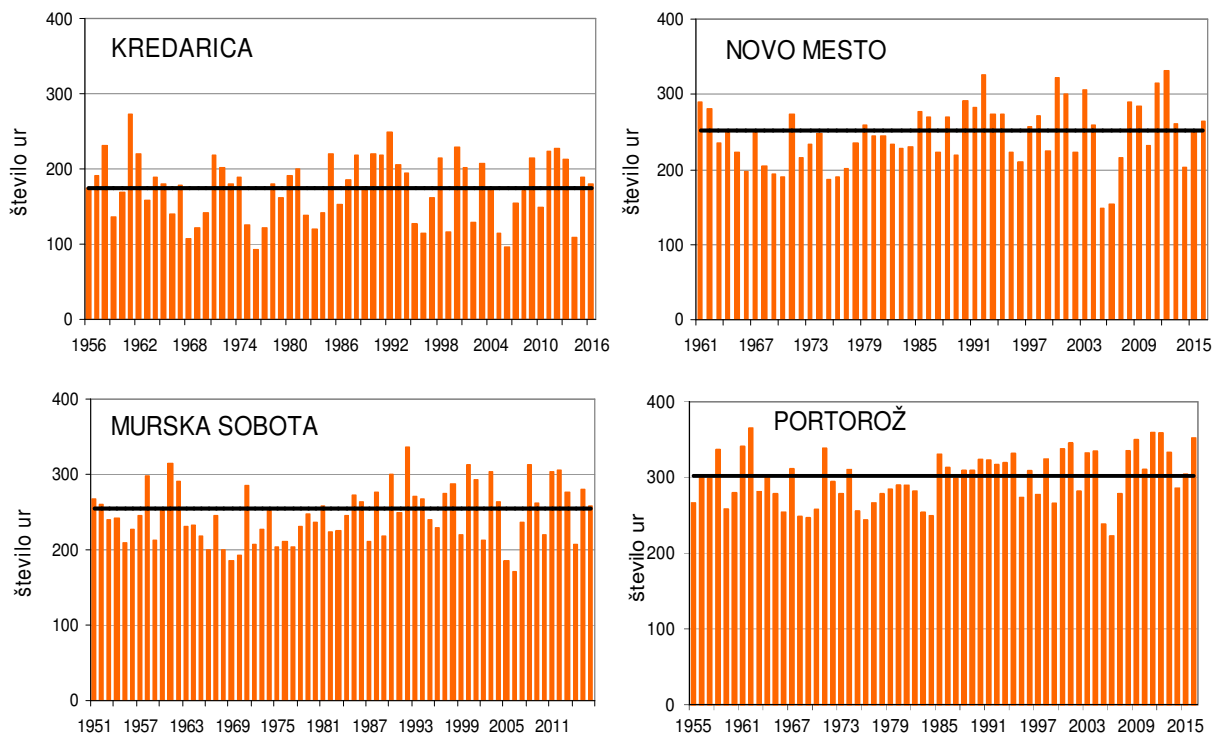 KREDARICA
število ur
400
300
200
100
0
1956 1962 1968 1974 1980 1986 1992 1998 2004 2010 2016
NOVO MESTO
število ur
400
300
200
100
0
1961 1967 1973 1979 1985 1991 1997 2003 2009 2015
MURSKA SOBOTA
število ur
400
300
200
100
0
1951 1957 1963 1969 1975 1981 1987 1993 1999 2005 2011
PORTOROŽ
število ur
400
300
200
100
0
1955 1961 1967 1973 1979 1985 1991 1997 2003 2009 2015